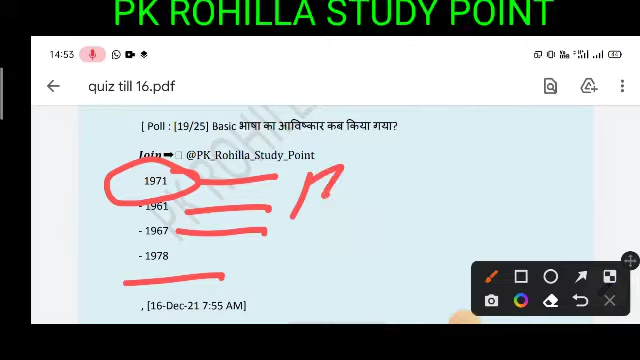 PK ROHILLA STUDY POINT
14:53
quiz till 16.pdf
[ Poll : [19/25] Basic भाषा का आविष्कार कब किया गया?
Join➡□ @PK_Rohilla_Study_Point
1971
- 1961
- 1967
- 1978
, [16-Dec-21 7:55 AM]